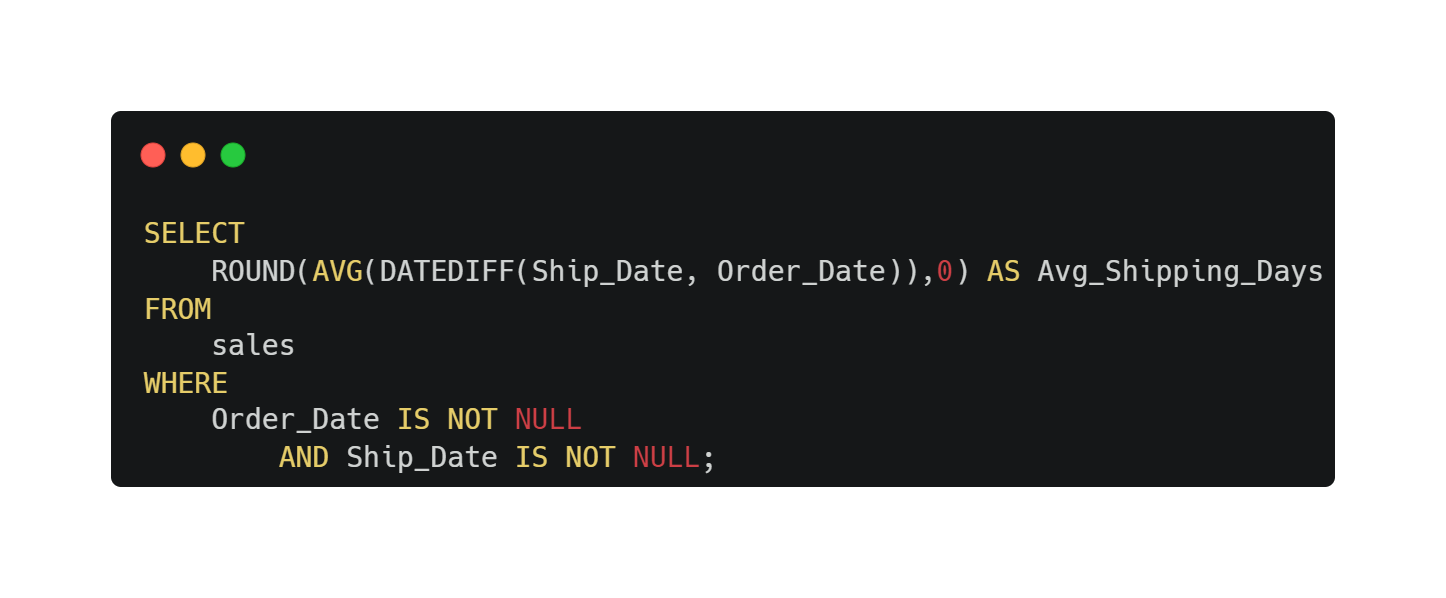 SELECT
    ROUND(AVG(DATEDIFF(Ship_Date, Order_Date)),0) AS Avg_Shipping_Days
FROM
    sales
WHERE
    Order_Date IS NOT NULL
        AND Ship_Date IS NOT NULL;